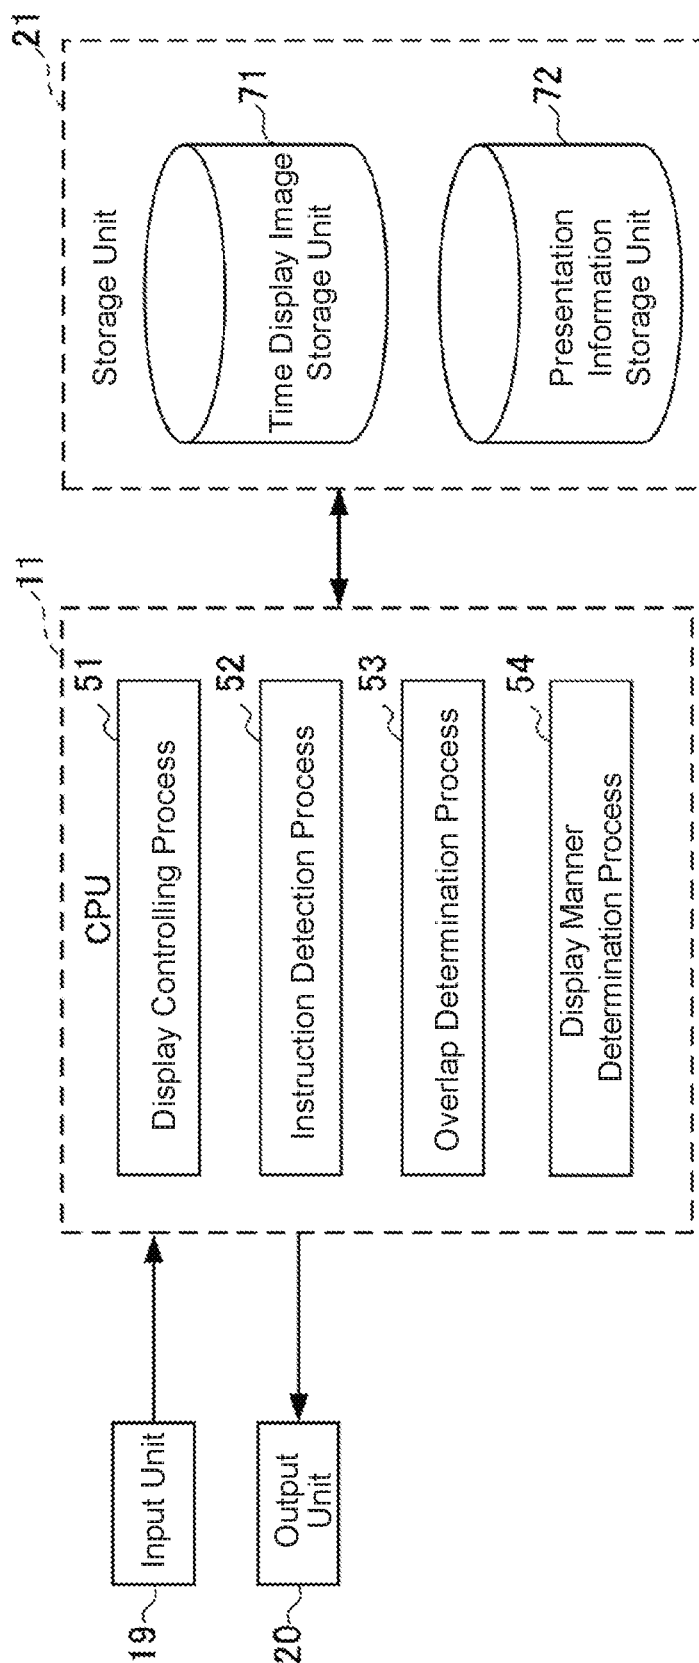 19
Input Unit
20
Output
Unit
11
CPU
51
Display Controlling Process
52
Instruction Detection Process
53
Overlap Determination Process
54
Display Manner
Determination Process
21
Storage Unit
71
Time Display Image
Storage Unit
72
Presentation
Information
Storage Unit